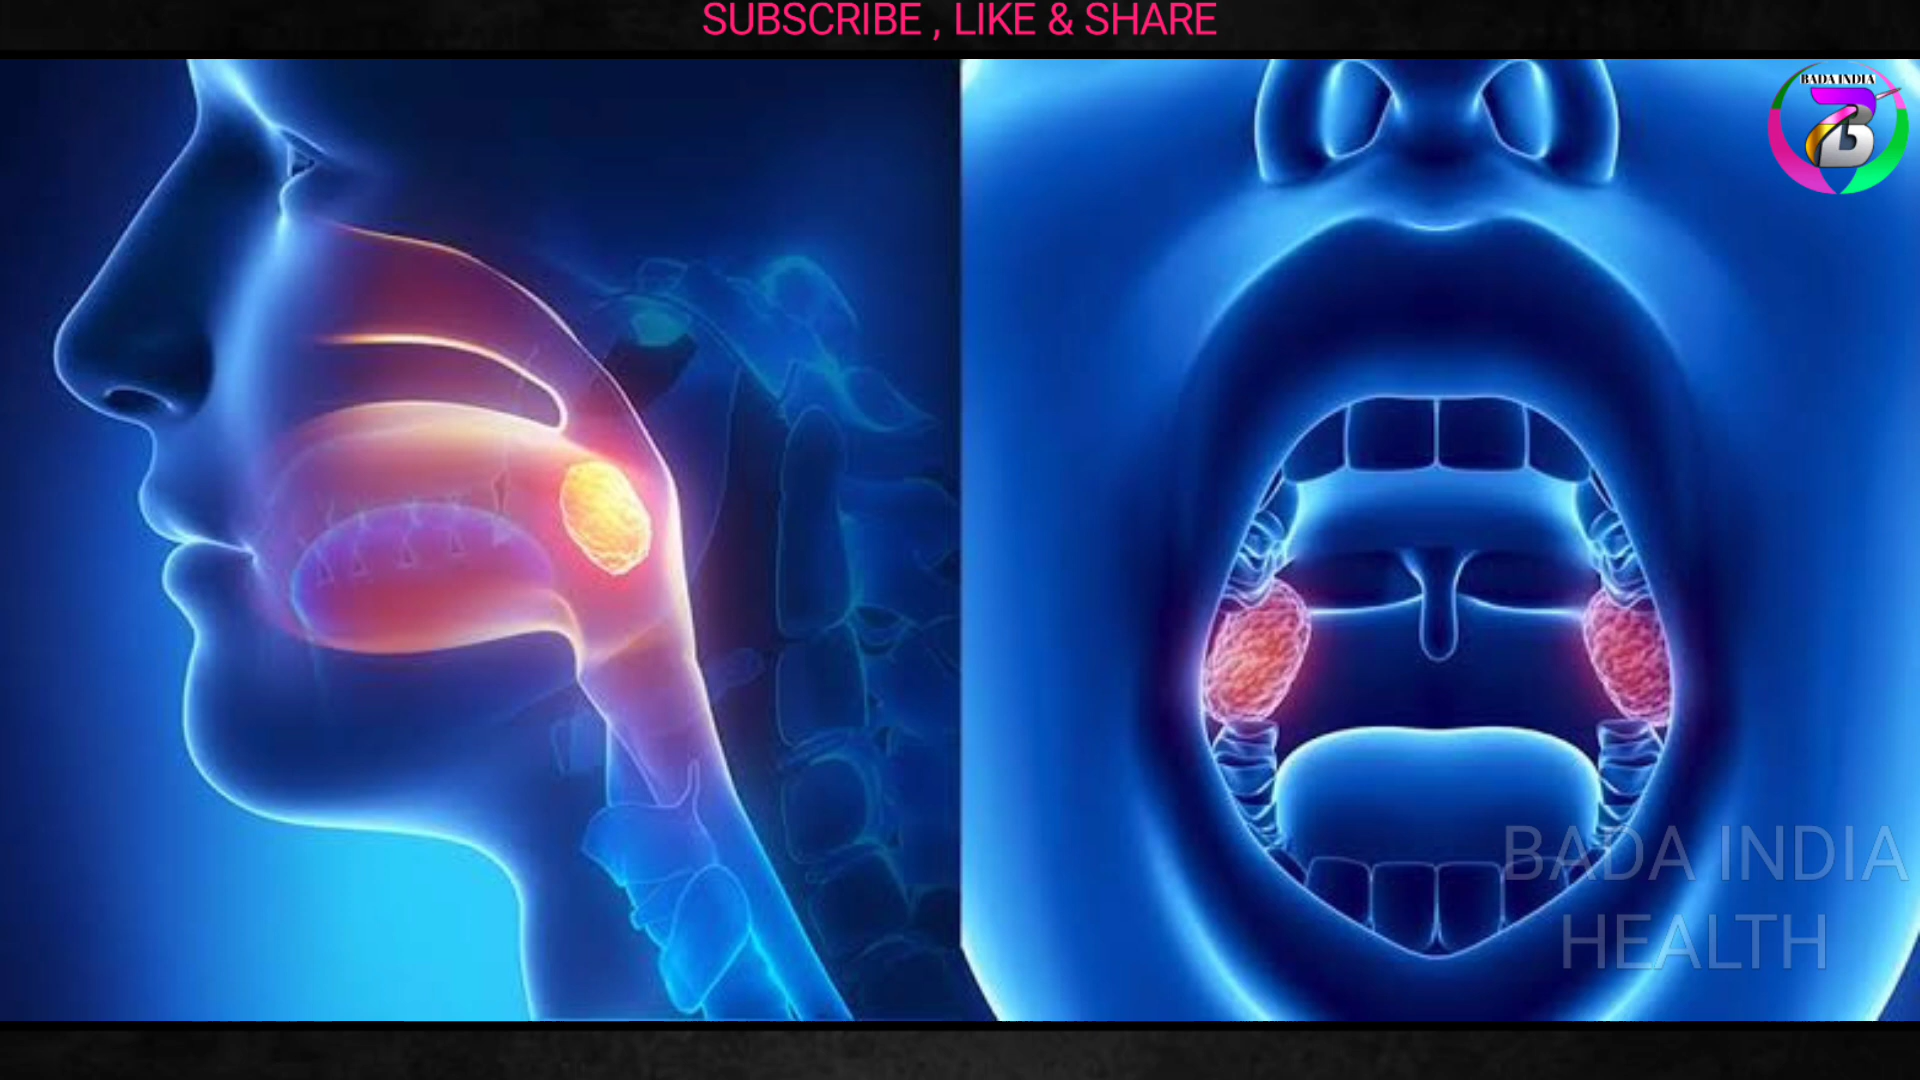 SUBSCRIBE , LIKE & SHARE
BADA INDIA
B
BADA INDIA
HEALTH